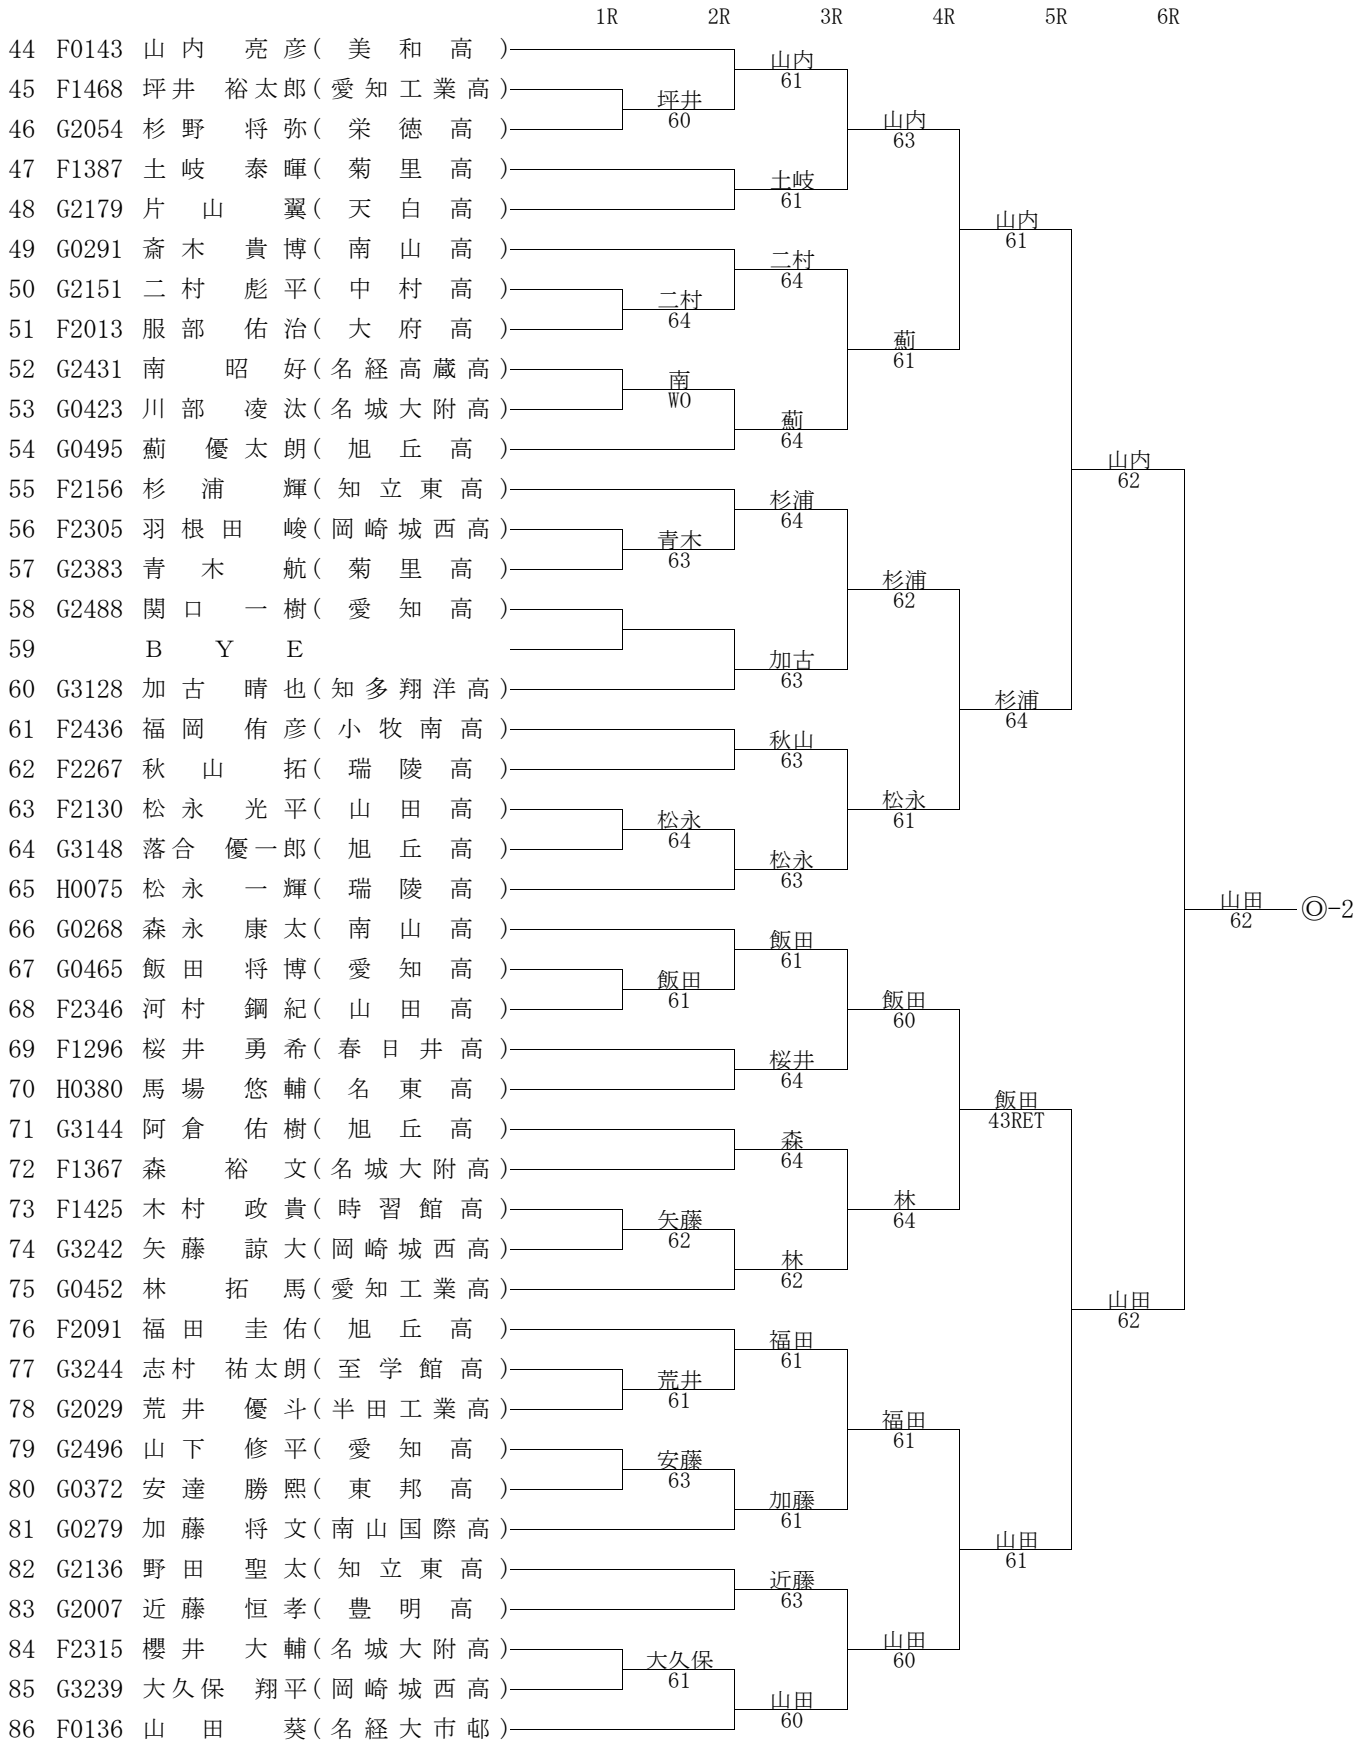 1R 2R 3R 4R 5R 6R
44 F0143 山内 亮彦(美和高)
山内
61
45 F1468 坪井 裕太郎(愛知工業高)
坪井
60
46 G2054 杉野 将弥(栄徳高)
山内
63
47 F1387 土岐 泰暉(菊里高)
土岐
61
48 G2179 片山 翼(天白高)
山内
61
49 G0291 斎木 貴博(南山高)
二村
64
50 G2151 二村 彪平(中村高)
二村
64
51 F2013 服部 佑治(大府高)
薊
61
52 G2431 南 昭好(名経高蔵高)
南
WO
53 G0423 川部 凌汰(名城大附高)
薊
64
54 G0495 薊 優太朗(旭丘高)
山内
62
55 F2156 杉浦 輝(知立東高)
杉浦
64
56 F2305 羽根田 峻(岡崎城西高)
青木
63
57 G2383 青木 航(菊里高)
杉浦
62
58 G2488 関口 一樹(愛知高)
59 BYE
加古
63
60 G3128 加古 晴也(知多翔洋高)
杉浦
64
61 F2436 福岡 侑彦(小牧南高)
秋山
63
62 F2267 秋山 拓(瑞陵高)
63 F2130 松永 光平(山田高)
松永
61
松永
64
64 G3148 落合 優一郎(旭丘高)
松永
63
65 H0075 松永 一輝(瑞陵高)
山田
62
◎-2
66 G0268 森永 康太(南山高)
飯田
61
67 G0465 飯田 将博(愛知高)
飯田
61
68 F2346 河村 鋼紀(山田高)
飯田
60
69 F1296 桜井 勇希(春日井高)
桜井
64
70 H0380 馬場 悠輔(名東高)
飯田
43RET
71 G3144 阿倉 佑樹(旭丘高)
森
64
72 F1367 森 裕文(名城大附高)
73 F1425 木村 政貴(時習館高)
林
64
矢藤
62
74 G3242 矢藤 諒大(岡崎城西高)
林
62
75 G0452 林 拓馬(愛知工業高)
山田
62
76 F2091 福田 圭佑(旭丘高)
福田
61
77 G3244 志村 祐太朗(至学館高)
荒井
61
78 G2029 荒井 優斗(半田工業高)
福田
61
79 G2496 山下 修平(愛知高)
安藤
63
80 G0372 安達 勝熙(東邦高)
加藤
61
81 G0279 加藤 将文(南山国際高)
山田
61
82 G2136 野田 聖太(知立東高)
近藤
63
83 G2007 近藤 恒孝(豊明高)
84 F2315 櫻井 大輔(名城大附高)
山田
60
大久保
61
85 G3239 大久保 翔平(岡崎城西高)
山田
60
86 F0136 山田 葵(名経大市邨)